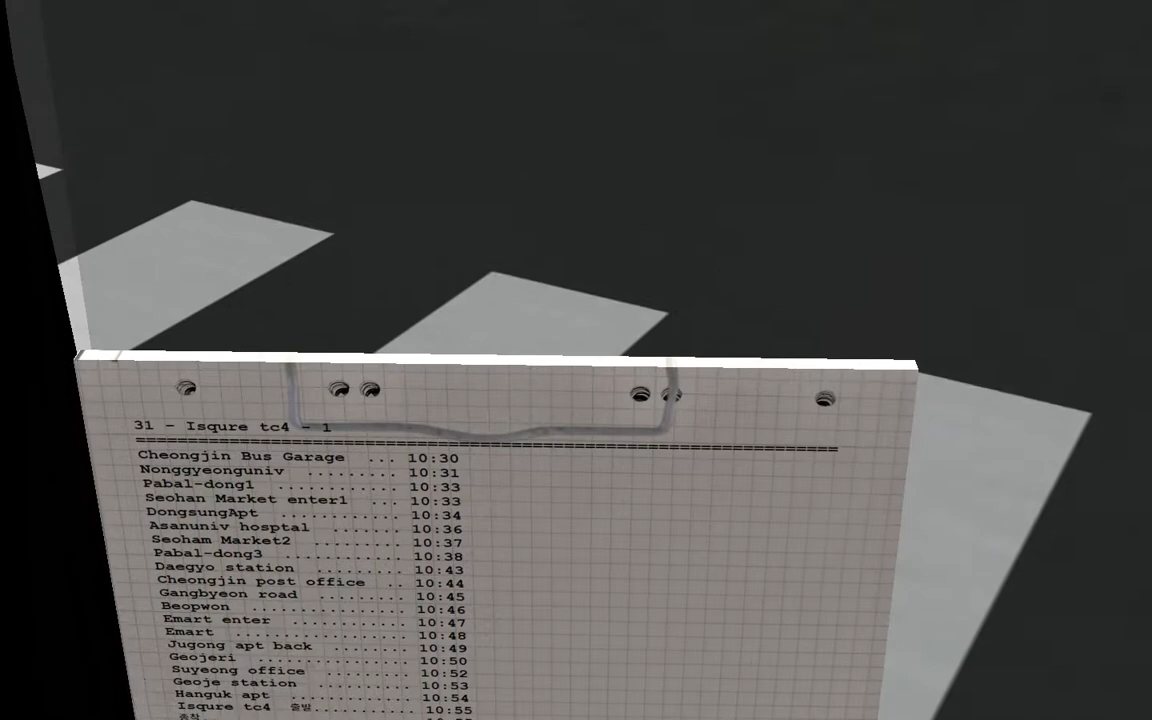 31 - Isqure tc4 - 1
==================================================
Cheongjin Bus Garage ... 10:30
Nonggyeonguniv ......... 10:31
Pabal-dong1 ............ 10:33
Seohan Market enter1 ... 10:33
DongsungApt ............ 10:34
Asanuniv hosptal ....... 10:36
Seoham Market2 ......... 10:37
Pabal-dong3 ............ 10:38
Daegyo station ......... 10:43
Cheongjin post office .. 10:44
Gangbyeon road ......... 10:45
Beopwon ................ 10:46
Emart enter ............ 10:47
Emart .................. 10:48
Jugong apt back ........ 10:49
Geojeri ................ 10:50
Suyeong office ......... 10:52
Geoje station .......... 10:53
Hanguk apt ............. 10:54
Isqure tc4 출발........... 10:55